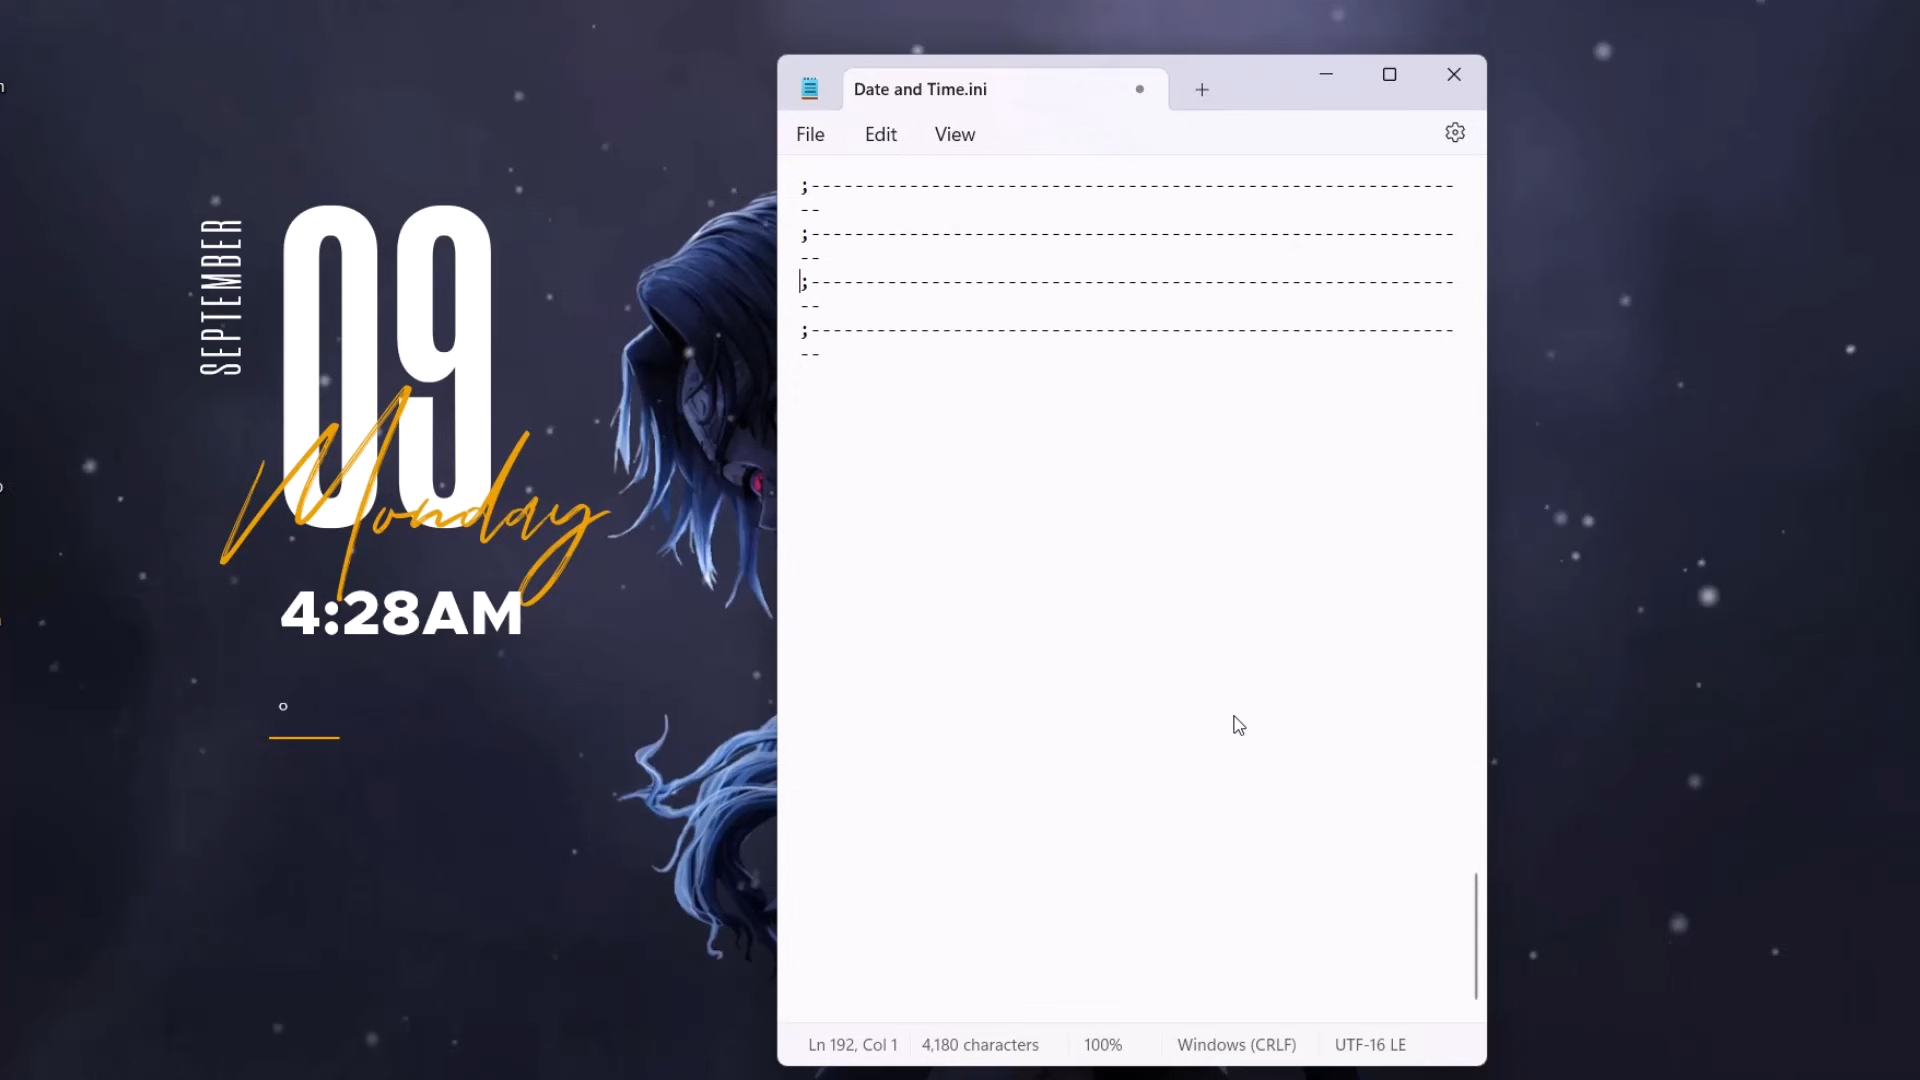 SEPTEMBER
09
Monday
4:28AM
°
Date and Time.ini
File Edit View
;----------------------------------------------------------
--
;----------------------------------------------------------
--
;----------------------------------------------------------
--
;----------------------------------------------------------
--
Ln 192, Col 1 4,180 characters 100% Windows (CRLF) UTF-16 LE